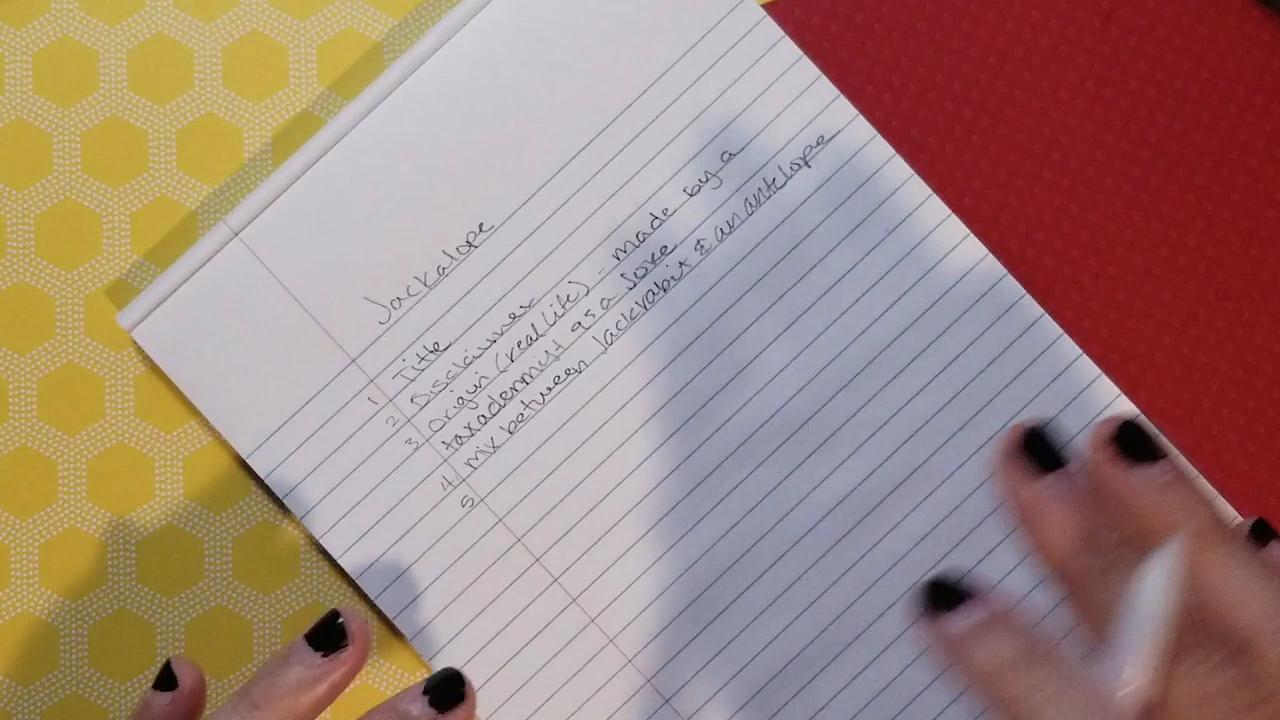 Jackalope
1 Title
2 Disclaimer
3 Origin (real life) - made by a
taxadermist as a joke
4 mix between Jackrabit & an antelope
5